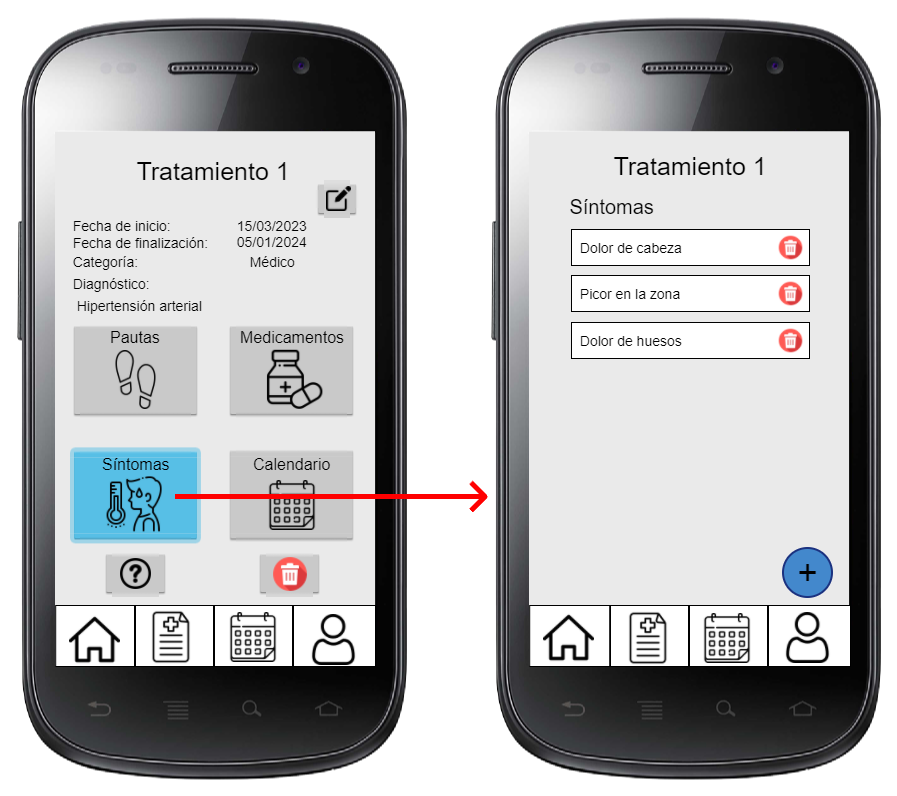 Tratamiento 1
Fecha de inicio: 15/03/2023
Fecha de finalización: 05/01/2024
Categoría: Médico
Diagnóstico:
Hipertensión arterial
Pautas
Medicamentos
Síntomas
Calendario
?
Tratamiento 1
Síntomas
Dolor de cabeza
Picor en la zona
Dolor de huesos
+